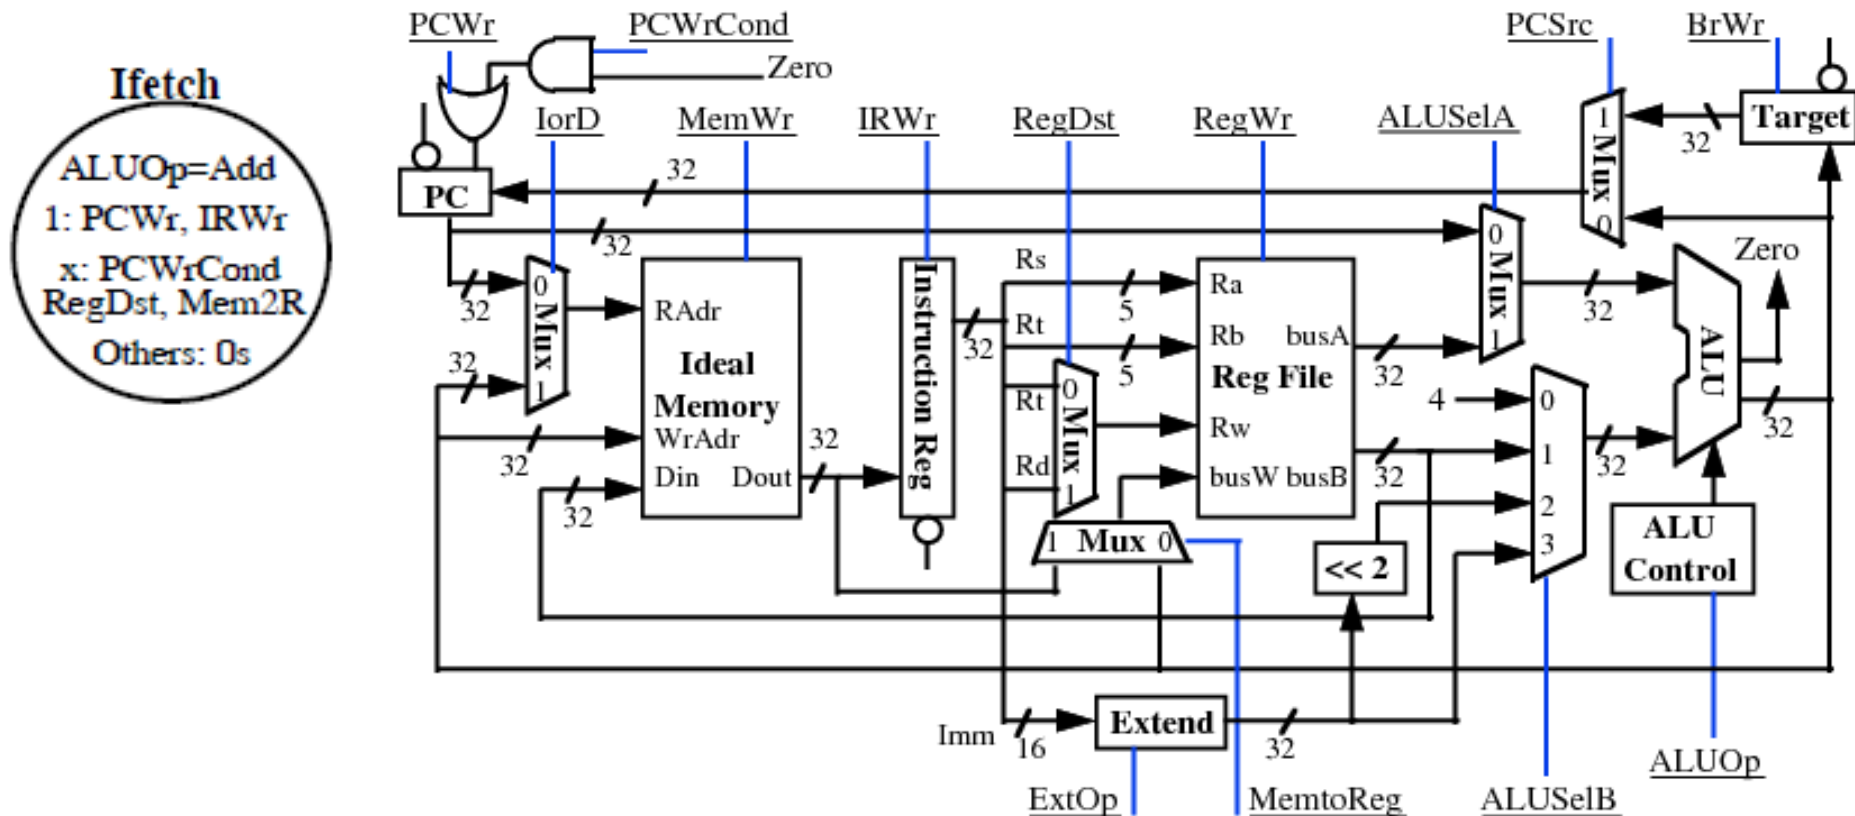 Ifetch
ALUOp=Add
1: PCWr, IRWr
x: PCWrCond
RegDst, Mem2R
Others: 0s
PCWr
PCWrCond
Zero
PCSrc
BrWr
IorD
MemWr
IRWr
RegDst
RegWr
ALUSelA
1
Mux
0
32
Target
PC
32
32
32
0
Mux
1
32
32
32
RAdr
Ideal
Memory
WrAdr
Din
Dout
32
Instruction Reg
32
Rs
Rt
Rt
Rd
5
5
0
Mux
1
Ra
Rb
busA
Reg File
Rw
busW
busB
32
32
0
Mux
1
32
4
0
1
2
3
32
ALU
Zero
32
1 Mux 0
<< 2
ALU
Control
Imm
16
Extend
32
ExtOp
MemtoReg
ALUSelB
ALUOp